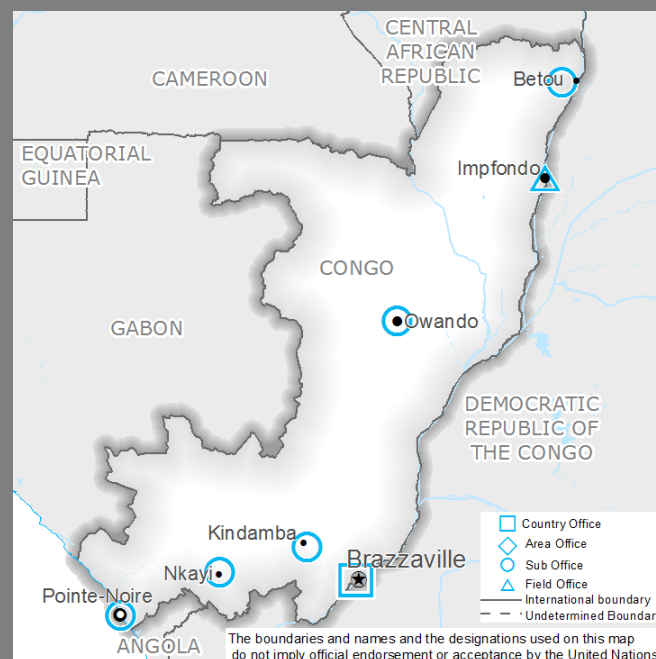 CENTRAL
AFRICAN
REPUBLIC
CAMEROON
Betou
EQUATORIAL
GUINEA
Impfondo
CONGO
Owando
GABON
DEMOCRATIC
REPUBLIC OF
THE CONGO
Country Office
Area Office
Sub Office
Field Office
International boundary
Undetermined Boundar
Kindamba
Brazzaville
Nkayi
Pointe-Noire
ANGOLA
The boundaries and names and the designations used on this map
do not imply official endorsement or acceptance by the United Nations